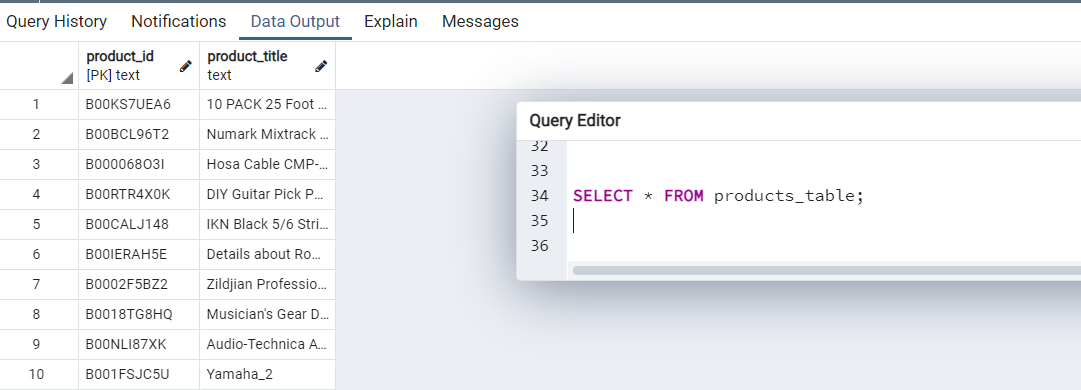 Query History Notifications Data Output Explain Messages
product_id product_title
[PK] text text
1 B00KS7UEA6 10 PACK 25 Foot ...
2 B00BCL96T2 Numark Mixtrack ...
3 B000068O3I Hosa Cable CMP-...
4 B00RTR4X0K DIY Guitar Pick P...
5 B00CALJ148 IKN Black 5/6 Stri...
6 B00IERAH5E Details about Ro...
7 B0002F5BZ2 Zildjian Professio...
8 B0018TG8HQ Musician's Gear D...
9 B00NLI87XK Audio-Technica A...
10 B001FSJC5U Yamaha_2
Query Editor
32
33
34 SELECT * FROM products_table;
35
36